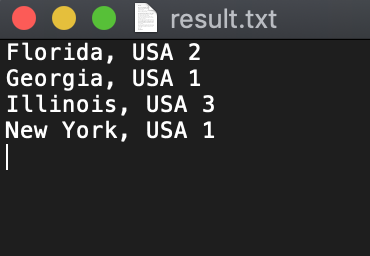 result.txt
Florida, USA 2
Georgia, USA 1
Illinois, USA 3
New York, USA 1